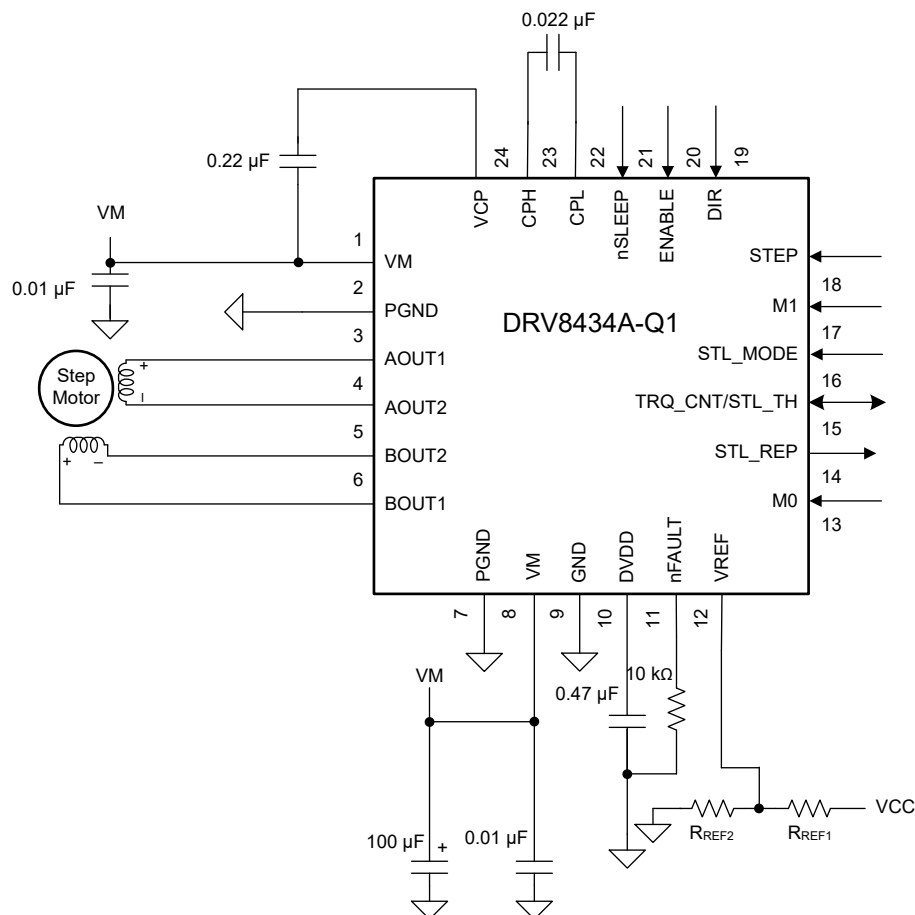 0.022 µF
0.22 µF
24
23
22
21
20
19
VCP
CPH
CPL
nSLEEP
ENABLE
DIR
VM
1
VM
STEP
0.01 µF
2
PGND
18
M1
DRV8434A-Q1
3
AOUT1
17
STL_MODE
Step
Motor
+
–
4
AOUT2
16
TRQ_CNT/STL_TH
5
BOUT2
15
STL_REP
+
–
6
BOUT1
14
M0
13
PGND
VM
GND
DVDD
nFAULT
VREF
7
8
9
10
11
12
VM
10 kΩ
0.47 µF
VCC
RREF2
RREF1
100 µF
+
0.01 µF